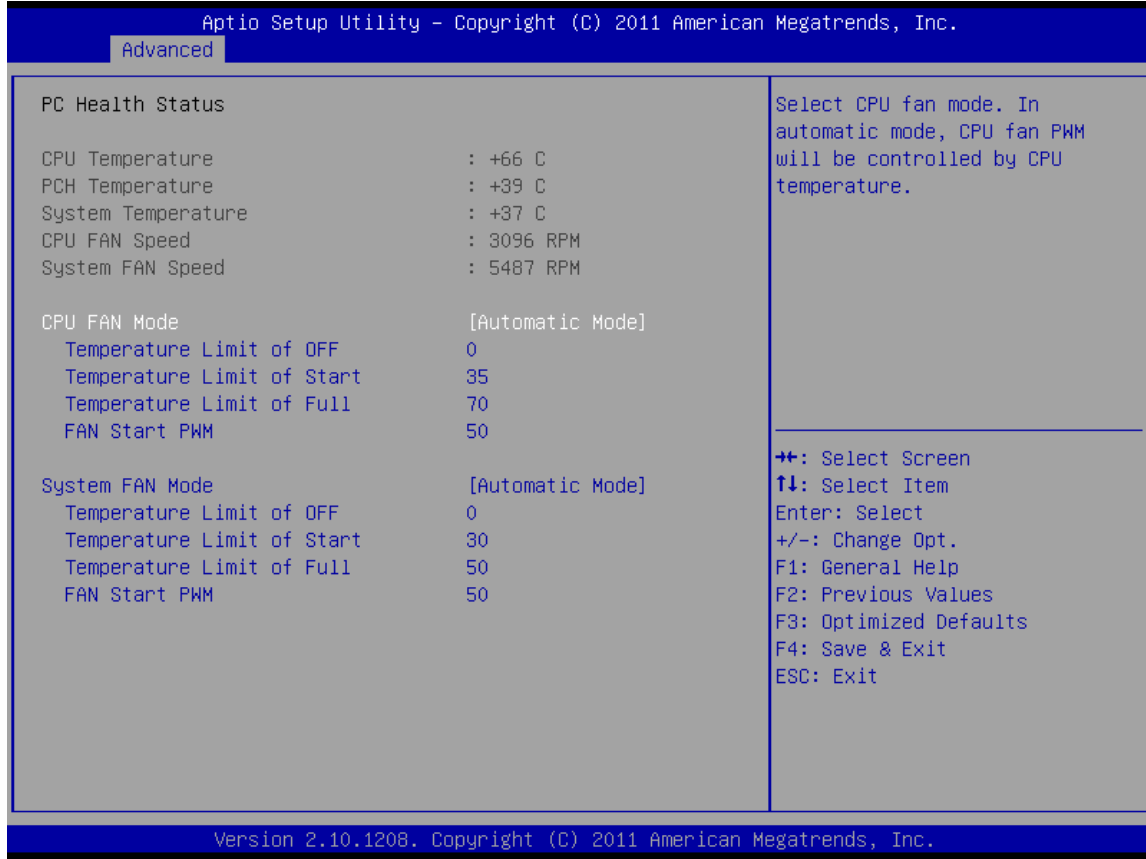 Aptio Setup Utility – Copyright (C) 2011 American Megatrends, Inc.
Advanced
PC Health Status
CPU Temperature : +66 C
PCH Temperature : +39 C
System Temperature : +37 C
CPU FAN Speed : 3096 RPM
System FAN Speed : 5487 RPM
CPU FAN Mode [Automatic Mode]
Temperature Limit of OFF 0
Temperature Limit of Start 35
Temperature Limit of Full 70
FAN Start PWM 50
System FAN Mode [Automatic Mode]
Temperature Limit of OFF 0
Temperature Limit of Start 30
Temperature Limit of Full 50
FAN Start PWM 50
Select CPU fan mode. In
automatic mode, CPU fan PWM
will be controlled by CPU
temperature.
→←: Select Screen
↑↓: Select Item
Enter: Select
+/-: Change Opt.
F1: General Help
F2: Previous Values
F3: Optimized Defaults
F4: Save & Exit
ESC: Exit
Version 2.10.1208. Copyright (C) 2011 American Megatrends, Inc.